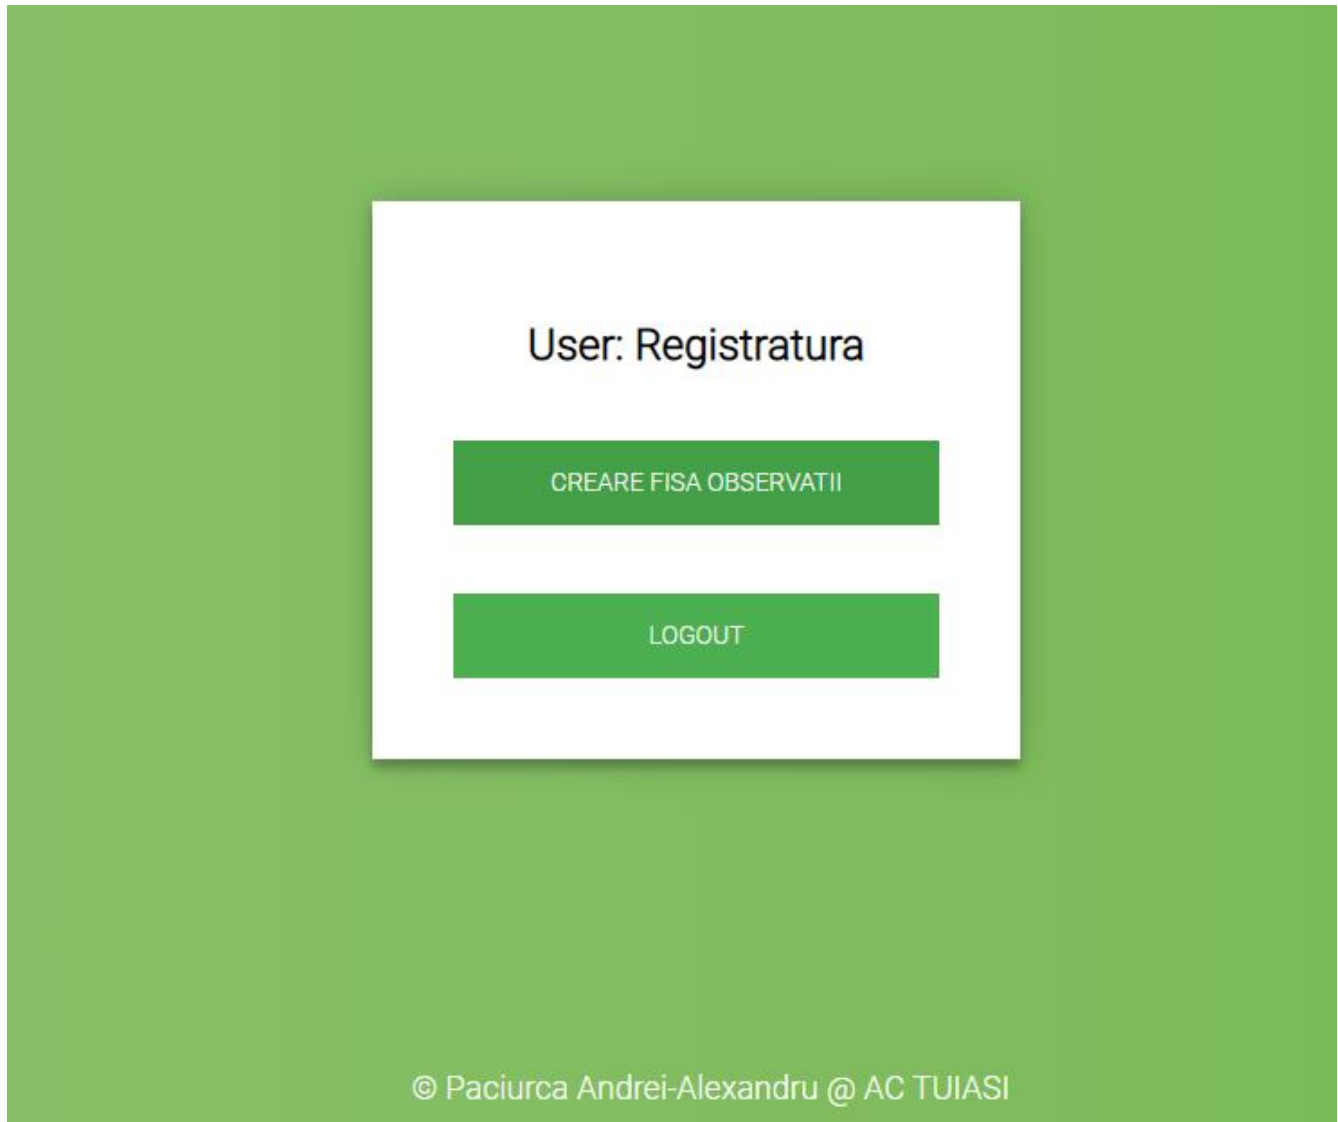 User: Registratura
CREARE FISA OBSERVATII
LOGOUT
© Paciurca Andrei-Alexandru @ AC TUIASI